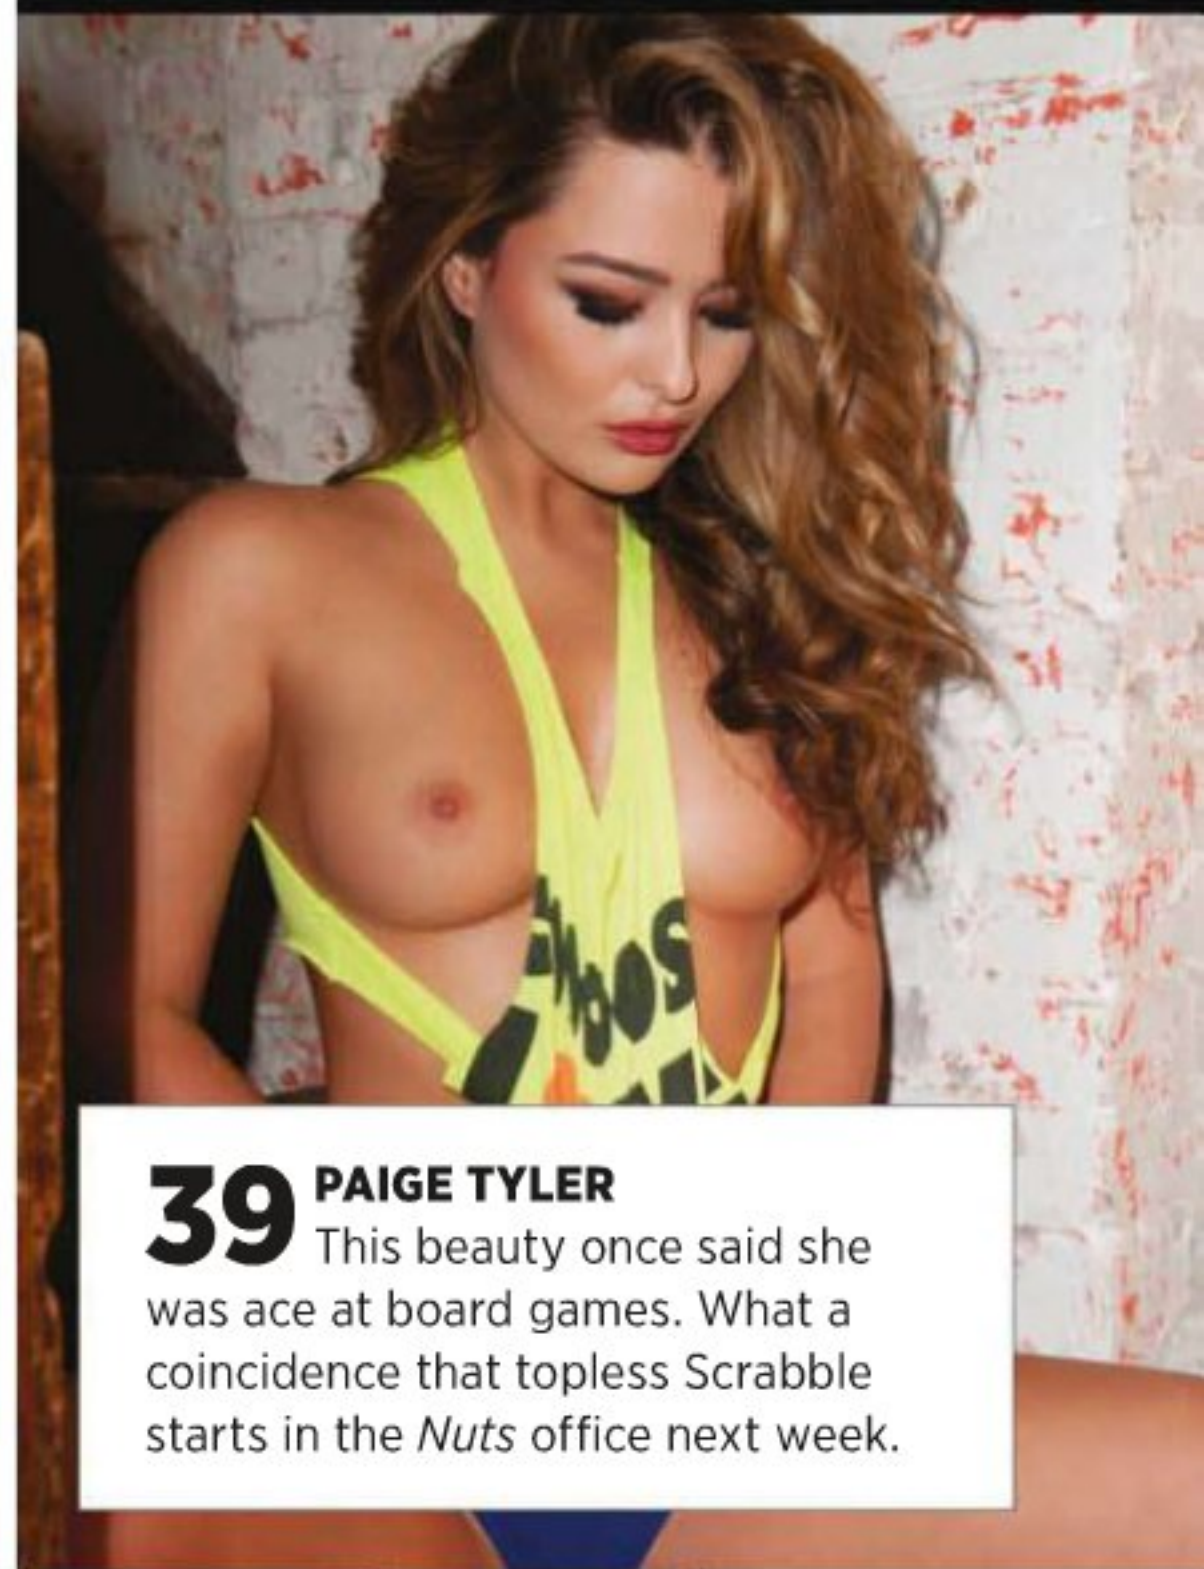 39 PAIGE TYLER
This beauty once said she
was ace at board games. What a
coincidence that topless Scrabble
starts in the Nuts office next week.